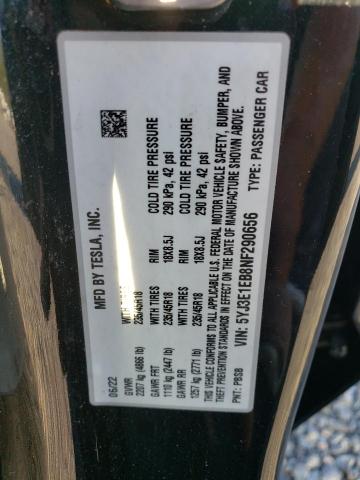 MFD BY TESLA, INC.
06/22
GVWR
2207 kg (4866 lb)
GAWR FRT WITH TIRES RIM COLD TIRE PRESSURE
1110 kg (2447 lb) 235/45R18 18X8.5J 290 kPa, 42 psi
GAWR RR WITH TIRES RIM COLD TIRE PRESSURE
1257 kg (2771 lb) 235/45R18 18X8.5J 290 kPa, 42 psi
THIS VEHICLE CONFORMS TO ALL APPLICABLE U.S. FEDERAL MOTOR VEHICLE SAFETY, BUMPER, AND
THEFT PREVENTION STANDARDS IN EFFECT ON THE DATE OF MANUFACTURE SHOWN ABOVE.
PNT: PBSB VIN: 5YJ3E1EB8NF290656 TYPE: PASSENGER CAR